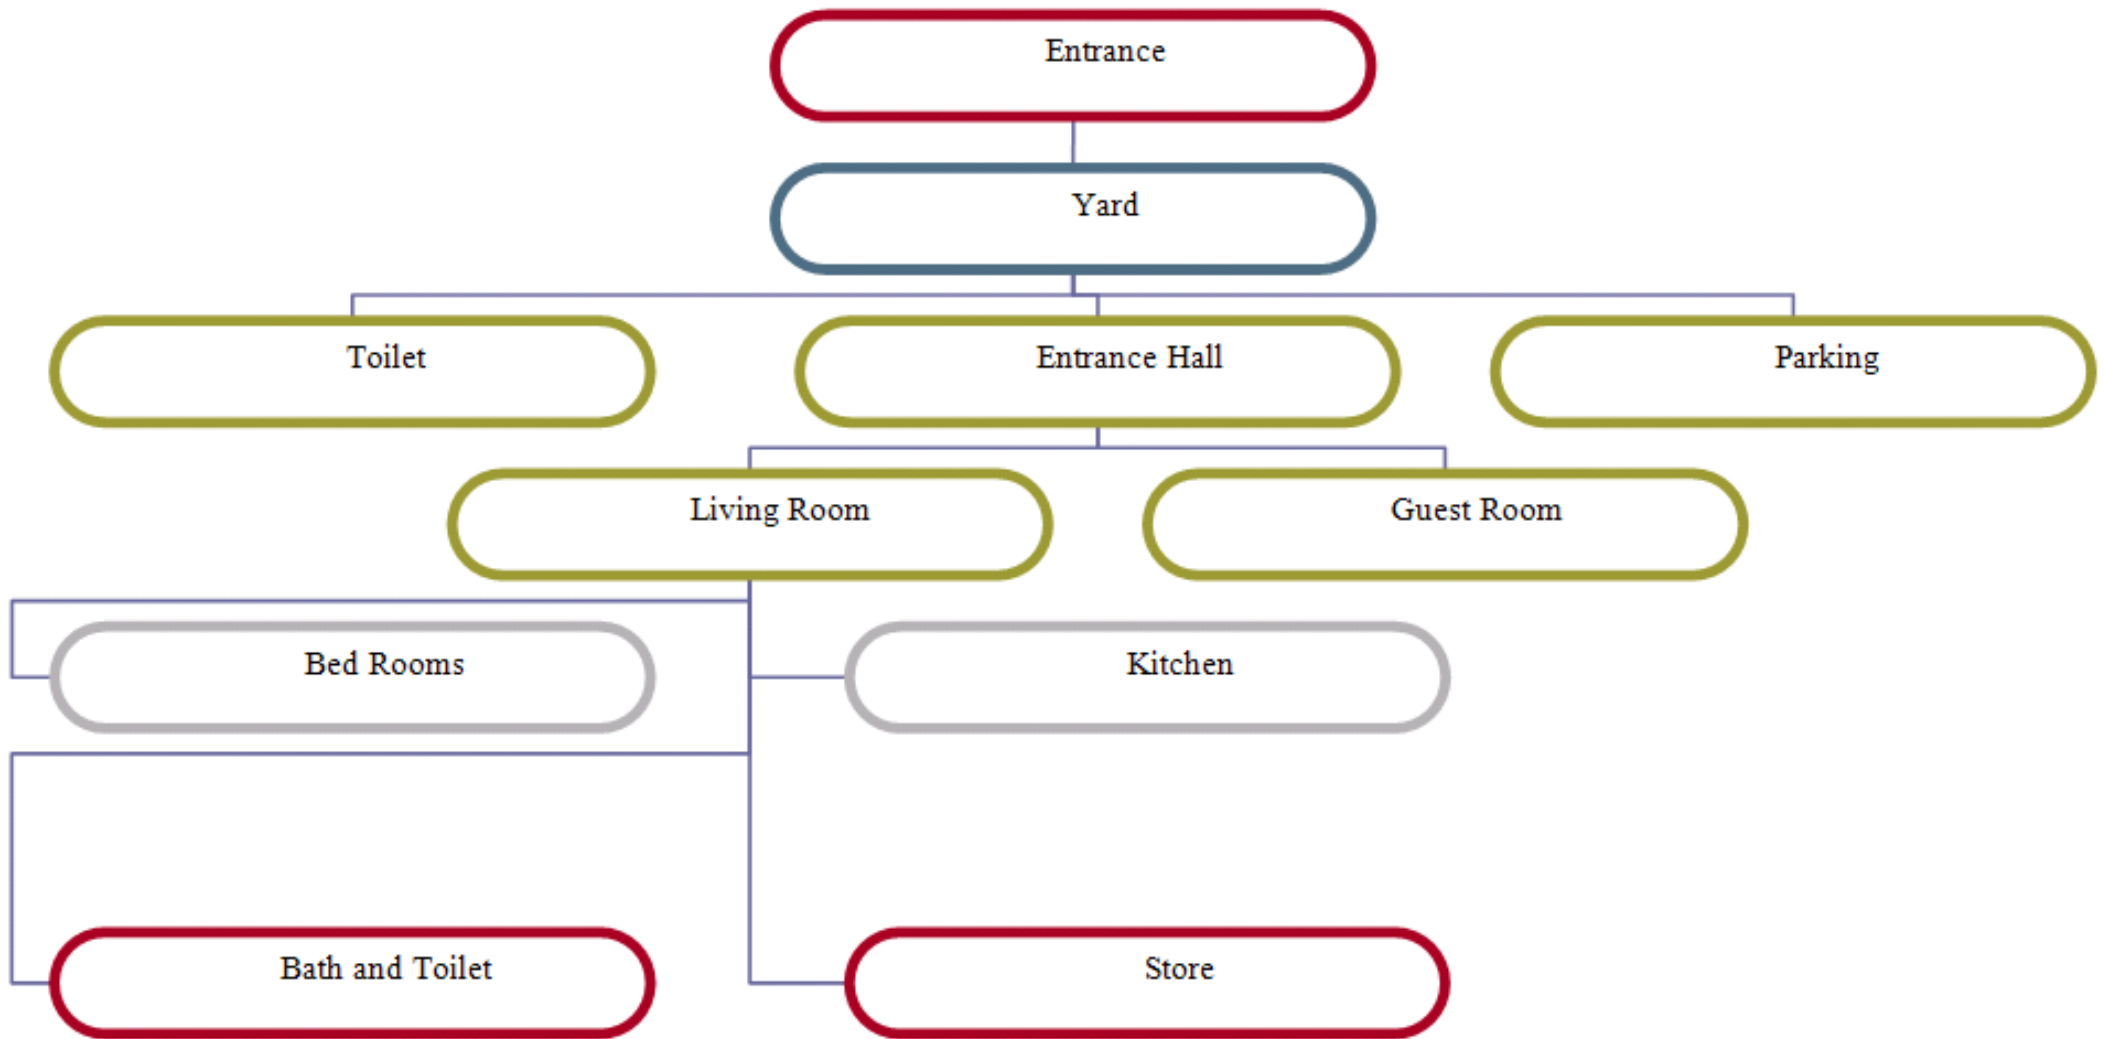 Entrance
Yard
Toilet
Entrance Hall
Parking
Living Room
Guest Room
Bed Rooms
Kitchen
Bath and Toilet
Store